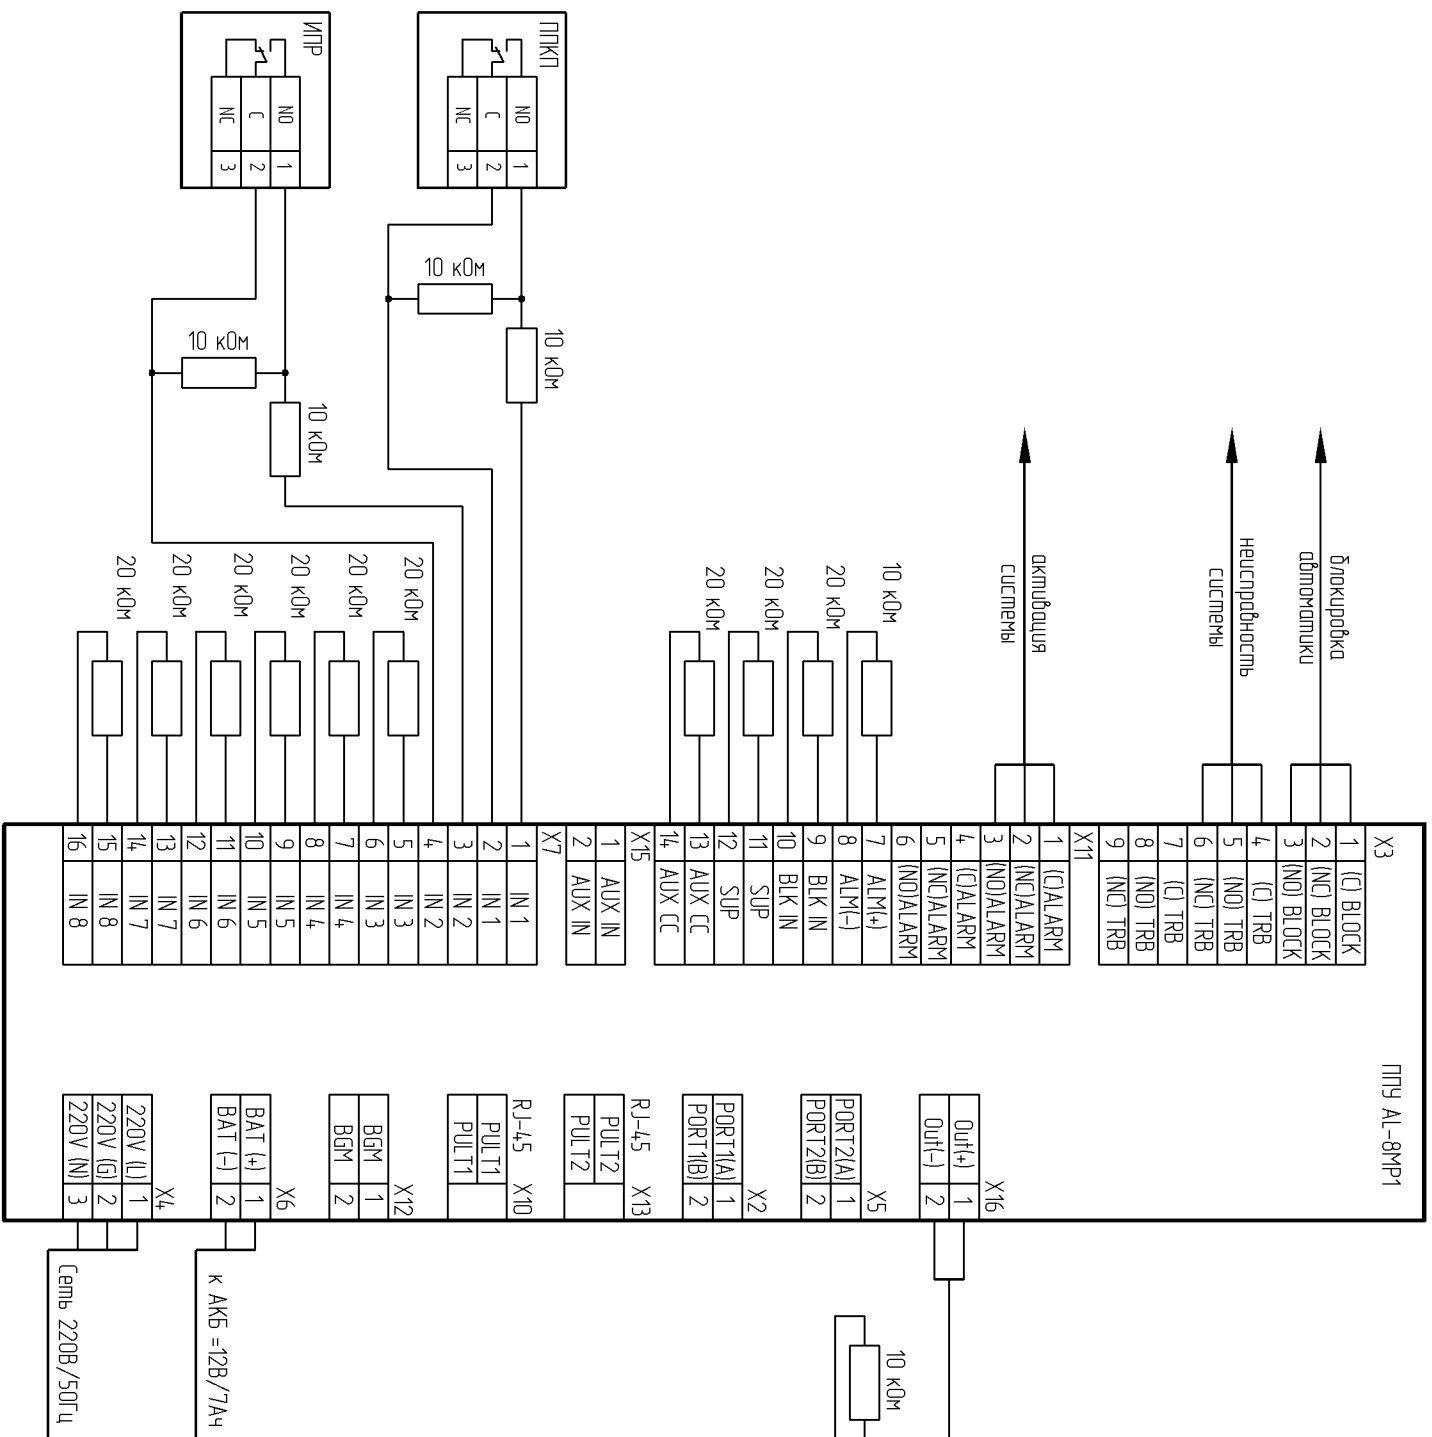 ИПР
NO
C
NC
1
2
3
ППКП
NO
C
NC
1
2
3
10 кОм
10 кОм
10 кОм
10 кОм
20 кОм
20 кОм
20 кОм
20 кОм
20 кОм
20 кОм
20 кОм
20 кОм
20 кОм
10 кОм
активация
системы
неисправность
системы
блокировка
автоматики
ППУ AL-8MP1
X3
1 (C) BLOCK
2 (NC) BLOCK
3 (NO) BLOCK
4 (C) TRB
5 (NO) TRB
6 (NC) TRB
7 (C) TRB
8 (NO) TRB
9 (NC) TRB
X11
1 (C)ALARM
2 (NC)ALARM
3 (NO)ALARM
4 (C)ALARM
5 (NC)ALARM
6 (NO)ALARM
7 ALM(+)
8 ALM(-)
9 BLK IN
10 BLK IN
11 SUP
12 SUP
13 AUX CC
14 AUX CC
X15
1 AUX IN
2 AUX IN
X7
1 IN 1
2 IN 1
3 IN 2
4 IN 2
5 IN 3
6 IN 3
7 IN 4
8 IN 4
9 IN 5
10 IN 5
11 IN 6
12 IN 6
13 IN 7
14 IN 7
15 IN 8
16 IN 8
X16
Out(+) 1
Out(-) 2
X5
PORT2(A) 1
PORT2(B) 2
X2
PORT1(A) 1
PORT1(B) 2
RJ-45 X13
PULT2
PULT2
RJ-45 X10
PULT1
PULT1
X12
BGM 1
BGM 2
X6
BAT (+) 1
BAT (-) 2
X4
220V (L) 1
220V (G) 2
220V (N) 3
10 кОм
к АКБ =12В/7Ач
Сеть 220В/50Гц